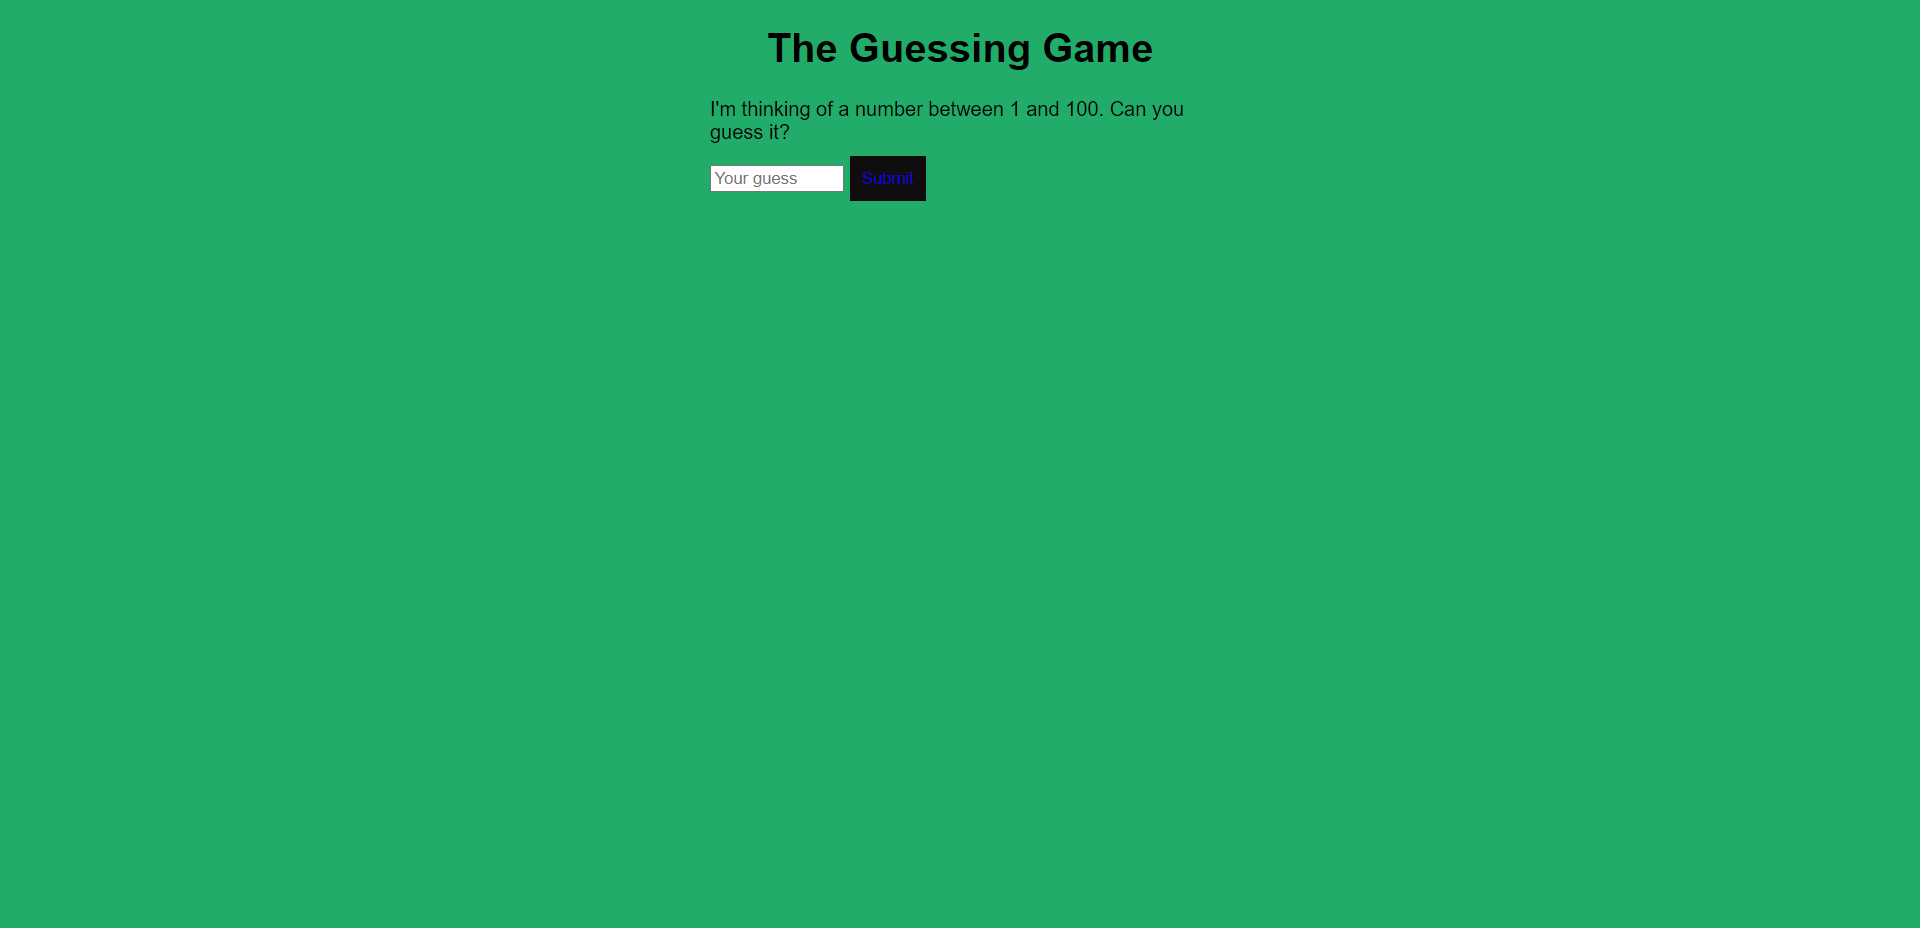 The Guessing Game
I'm thinking of a number between 1 and 100. Can you
guess it?
Your guess Submit